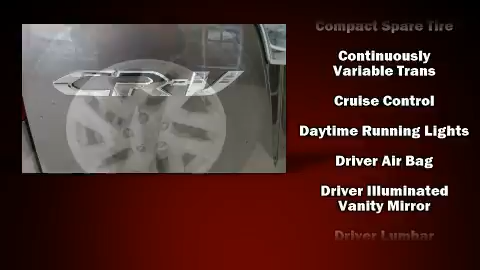 CR-V
Compact Spare Tire
Continuously
Variable Trans
Cruise Control
Daytime Running Lights
Driver Air Bag
Driver Illuminated
Vanity Mirror
Driver Lumbar